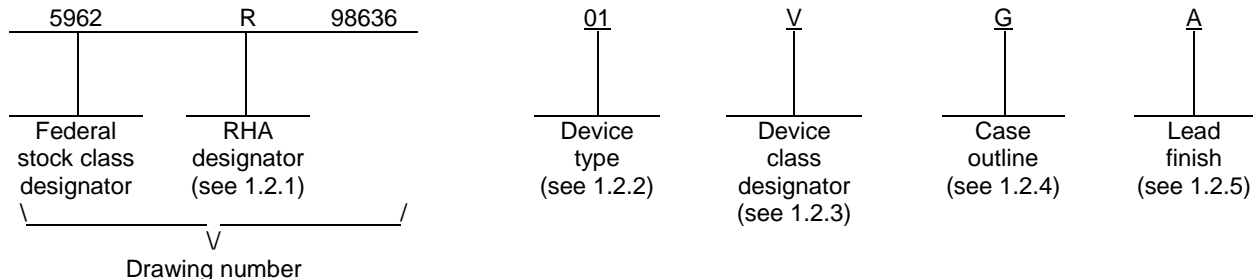 5962 R 98636 01 V G A
Federal stock class designator
RHA designator (see 1.2.1)
Device type (see 1.2.2)
Device class designator (see 1.2.3)
Case outline (see 1.2.4)
Lead finish (see 1.2.5)
Drawing number